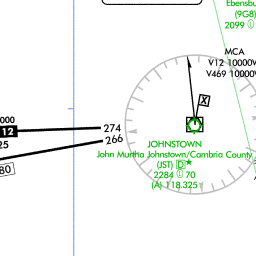 Ebensbu
(9G8)
2099 70
MCA
V12 10000W
V469 10000W
000
12
25
274
266
80
X
JOHNSTOWN
John Murtha Johnstown/Cambria County
(JST) D*
2284 70
(A) 118.325